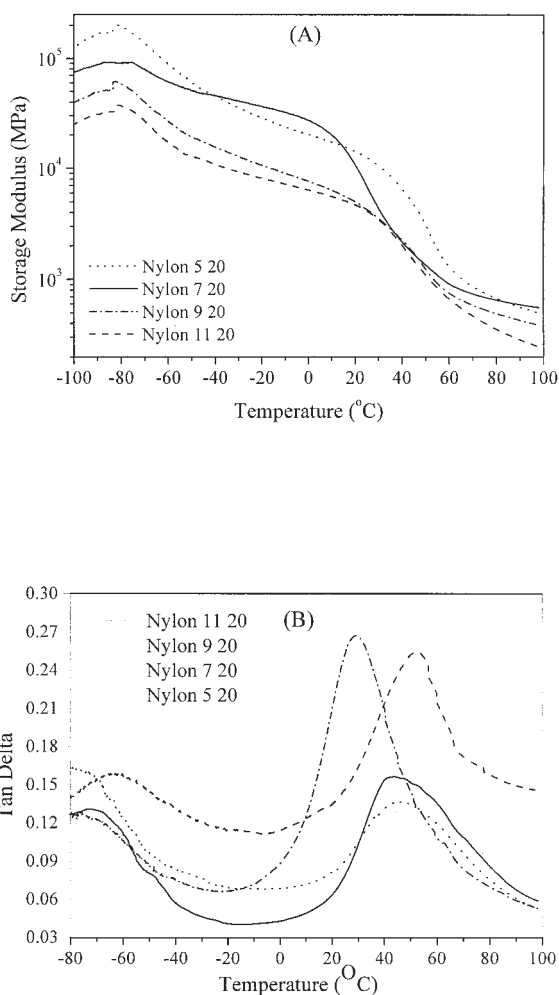 (A)
10^5
10^4
10^3
Storage Modulus (MPa)
Nylon 5 20
Nylon 7 20
Nylon 9 20
Nylon 11 20
-100 -80 -60 -40 -20 0 20 40 60 80 100
Temperature (°C)
0.30
0.27
0.24
0.21
0.18
0.15
0.12
0.09
0.06
0.03
Tan Delta
Nylon 11 20 (B)
Nylon 9 20
Nylon 7 20
Nylon 5 20
-80 -60 -40 -20 0 20 40 60 80 100
Temperature (°C)